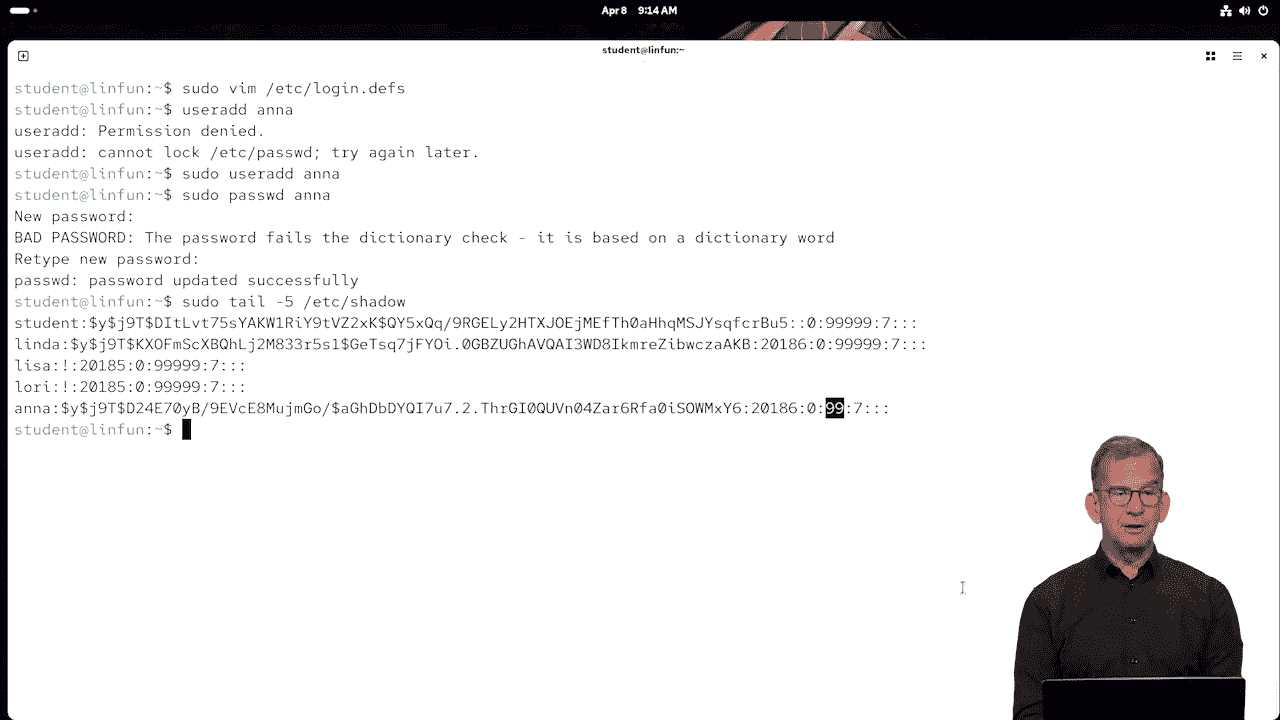 Apr 8 9:14 AM
student@linfun:~
student@linfun:~$ sudo vim /etc/login.defs
student@linfun:~$ useradd anna
useradd: Permission denied.
useradd: cannot lock /etc/passwd; try again later.
student@linfun:~$ sudo useradd anna
student@linfun:~$ sudo passwd anna
New password:
BAD PASSWORD: The password fails the dictionary check - it is based on a dictionary word
Retype new password:
passwd: password updated successfully
student@linfun:~$ sudo tail -5 /etc/shadow
student:$y$j9T$DItLvt75sYAKW1RiY9tVZ2xK$QY5xQq/9RGELy2HTXJOEjMEfTh0aHhqMSJYsqfcrBu5::0:99999:7:::
linda:$y$j9T$KXOFmScXBQhLj2M833r5s1$GeTsq7jFYOi.0GBZUGhAVQAI3WD8IkmreZibwczaAKB:20186:0:99999:7:::
lisa:!:20185:0:99999:7:::
lori:!:20185:0:99999:7:::
anna:$y$j9T$D24E70yB/9EVcE8MujmGo/$aGhDbDYQI7u7.2.ThrGI0QUVn04Zar6Rfa0iSOWMxY6:20186:0:99:7:::
student@linfun:~$